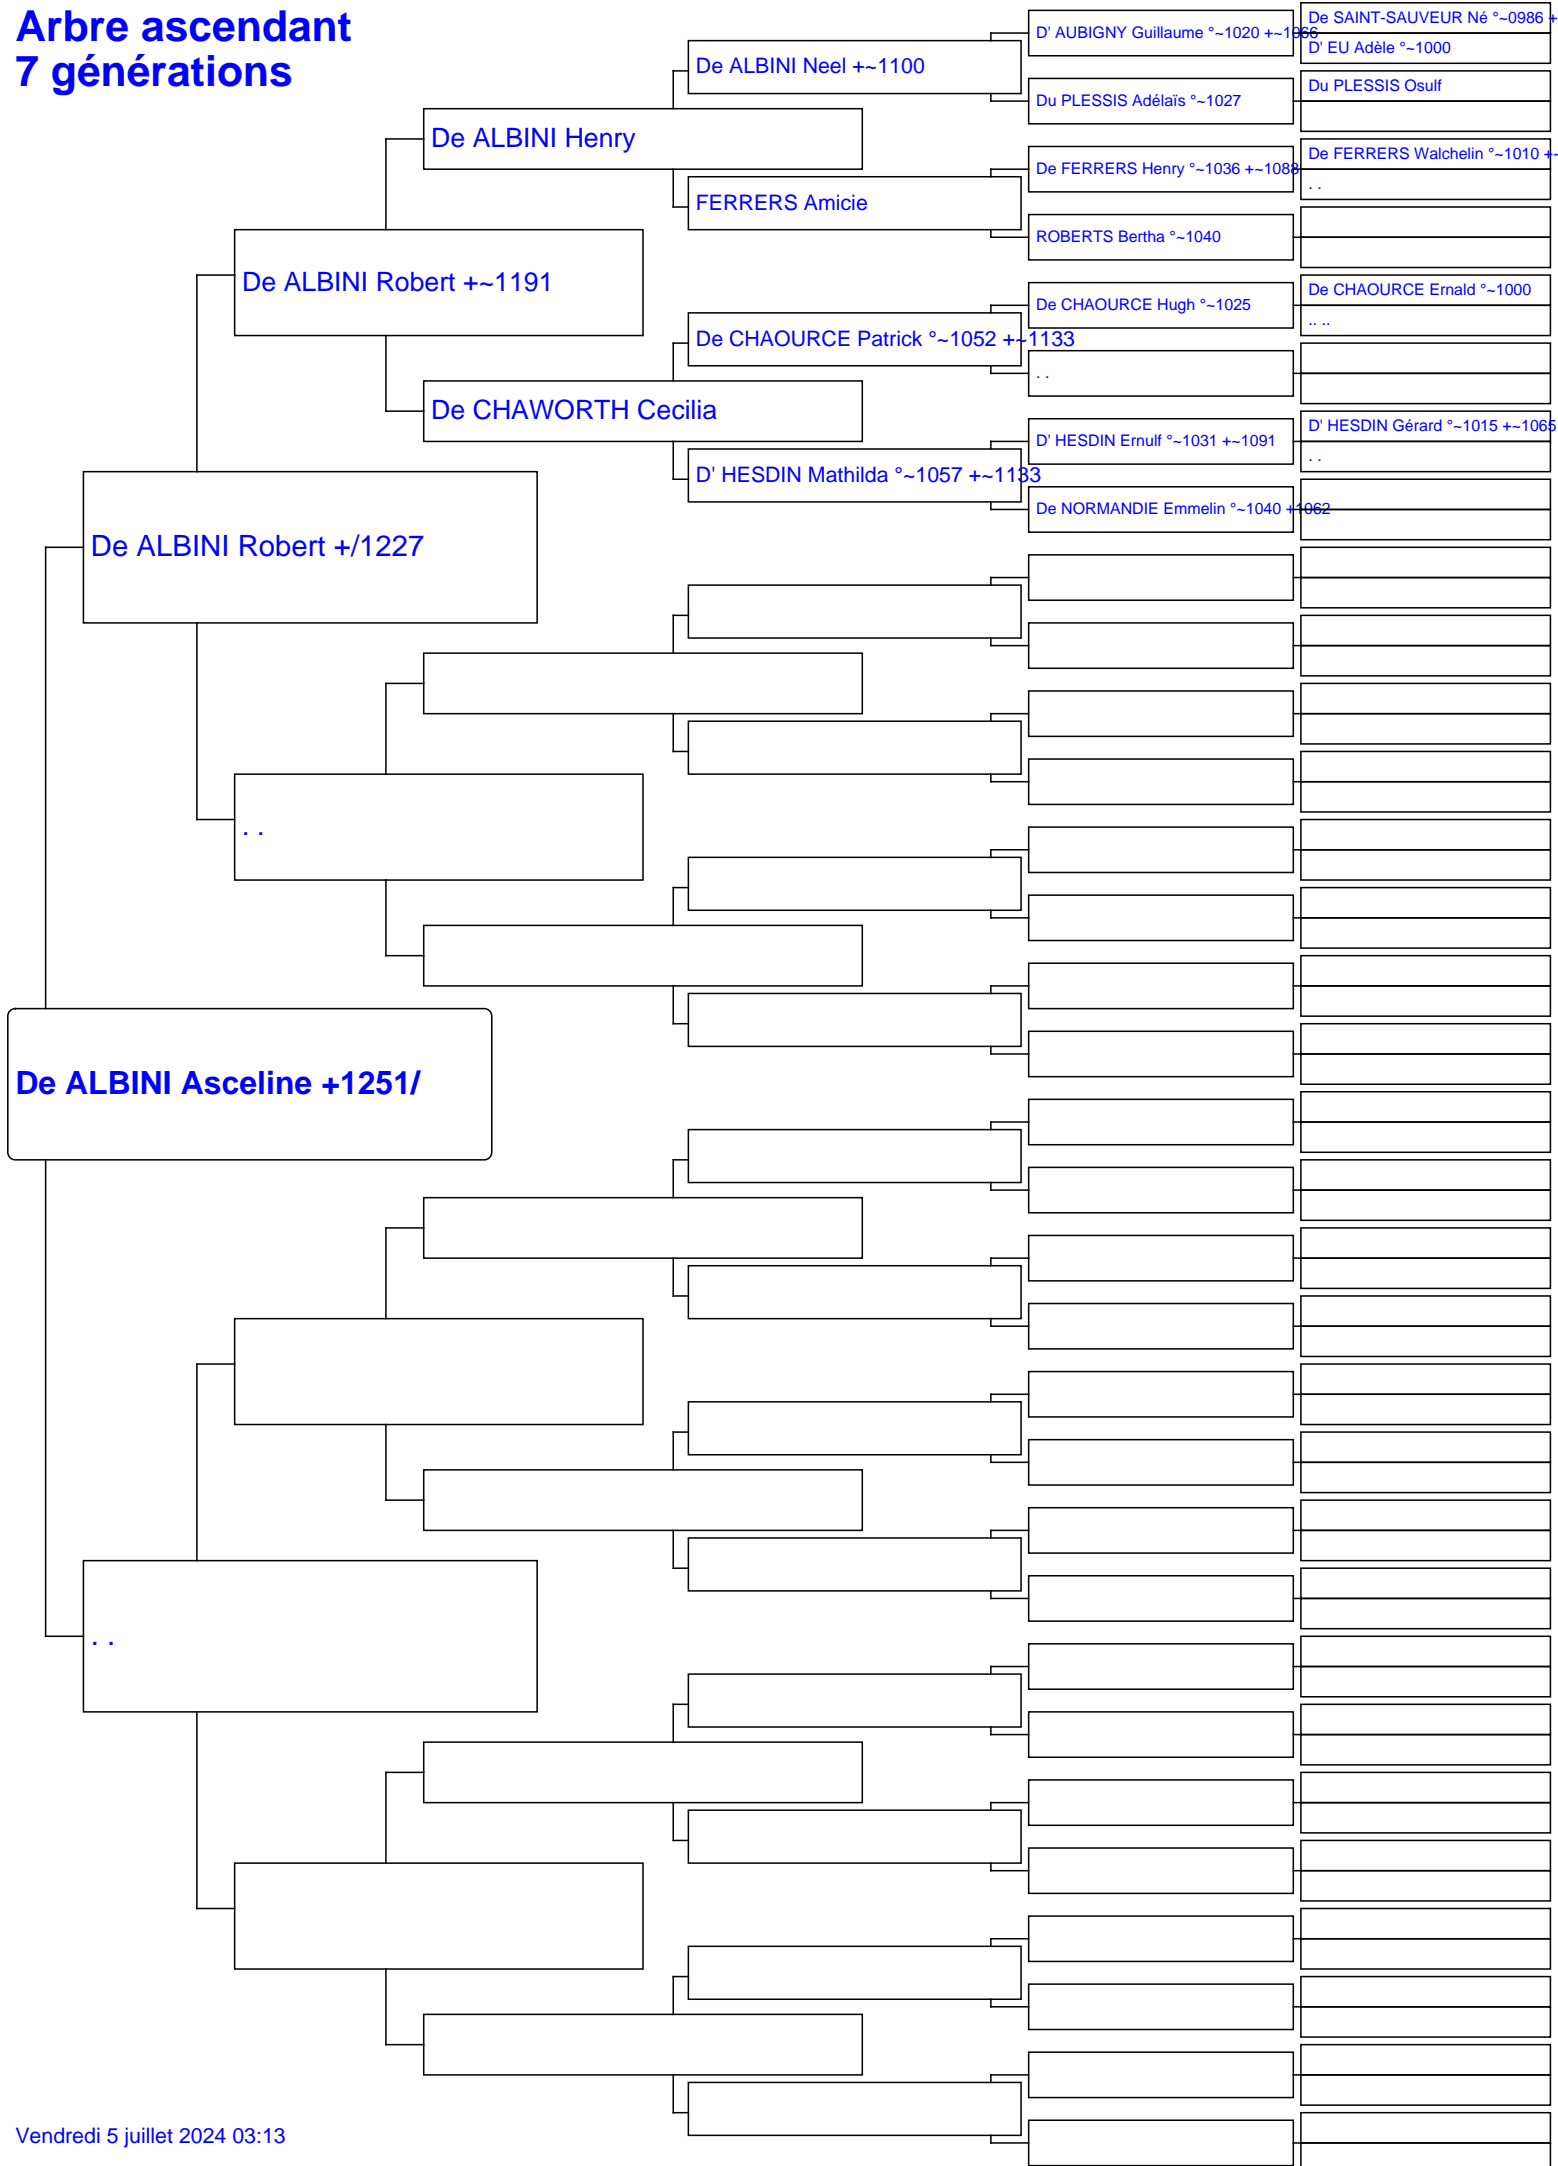 Arbre ascendant
7 générations
De SAINT-SAUVEUR Né °~0986 +
D' AUBIGNY Guillaume °~1020 +~1066
D' EU Adèle °~1000
De ALBINI Neel +~1100
Du PLESSIS Osulf
Du PLESSIS Adélaïs °~1027
De ALBINI Henry
De FERRERS Walchelin °~1010 +~
De FERRERS Henry °~1036 +~1088
. .
FERRERS Amicie
ROBERTS Bertha °~1040
De ALBINI Robert +~1191
De CHAOURCE Ernald °~1000
De CHAOURCE Hugh °~1025
.. ..
De CHAOURCE Patrick °~1052 +~1133
. .
De CHAWORTH Cecilia
D' HESDIN Gérard °~1015 +~1065
D' HESDIN Ernulf °~1031 +~1091
. .
D' HESDIN Mathilda °~1057 +~1133
De NORMANDIE Emmelin °~1040 +1062
De ALBINI Robert +/1227
. .
De ALBINI Asceline +1251/
. .
Vendredi 5 juillet 2024 03:13